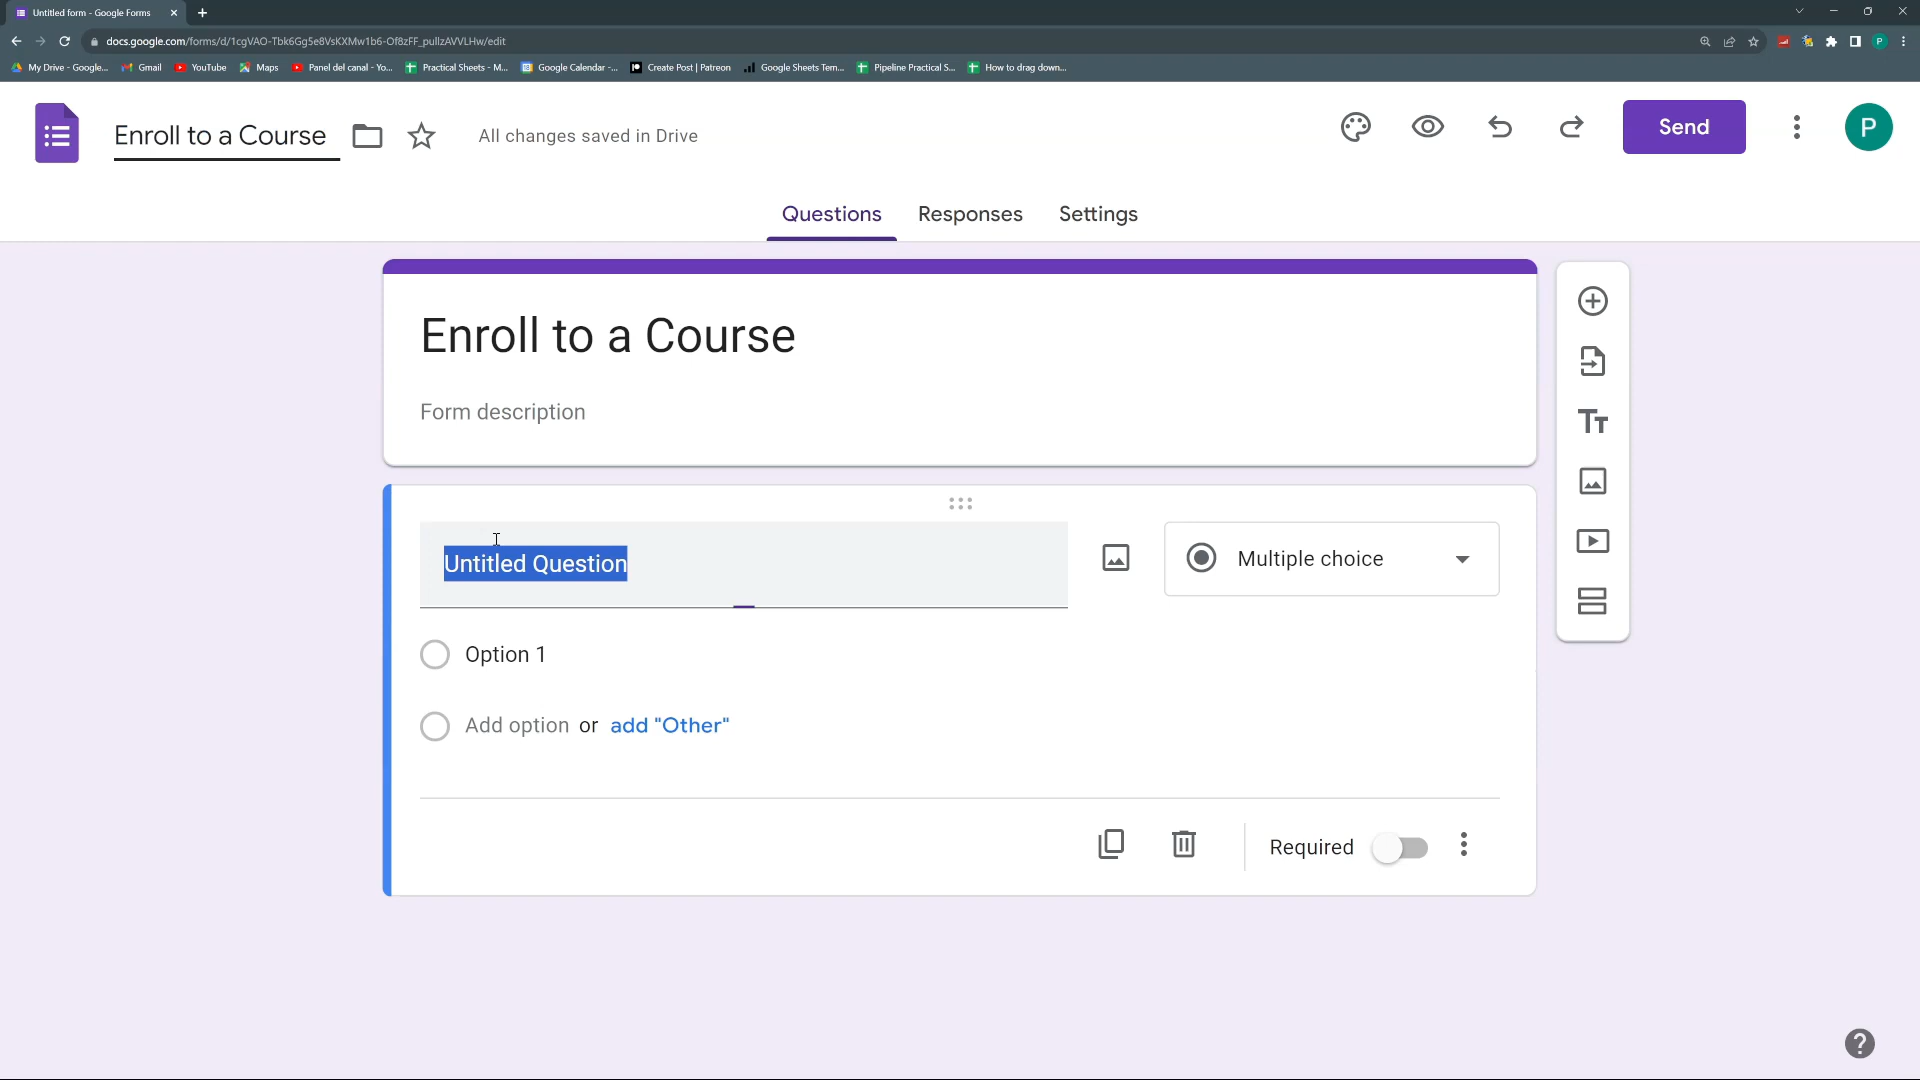 Untitled form - Google Forms
docs.google.com/forms/d/1cgVAO-Tbk6Gg5e8VsKXMw1b6-Of8zFF_pullzAVVLHw/edit
My Drive - Google...
Gmail
YouTube
Maps
Panel del canal - Yo...
Practical Sheets - M...
Google Calendar -...
Create Post | Patreon
Google Sheets Tem...
Pipeline Practical S...
How to drag down...
Enroll to a Course
All changes saved in Drive
Send
P
Questions
Responses
Settings
Enroll to a Course
Form description
Untitled Question
Multiple choice
Option 1
Add option or add "Other"
Required